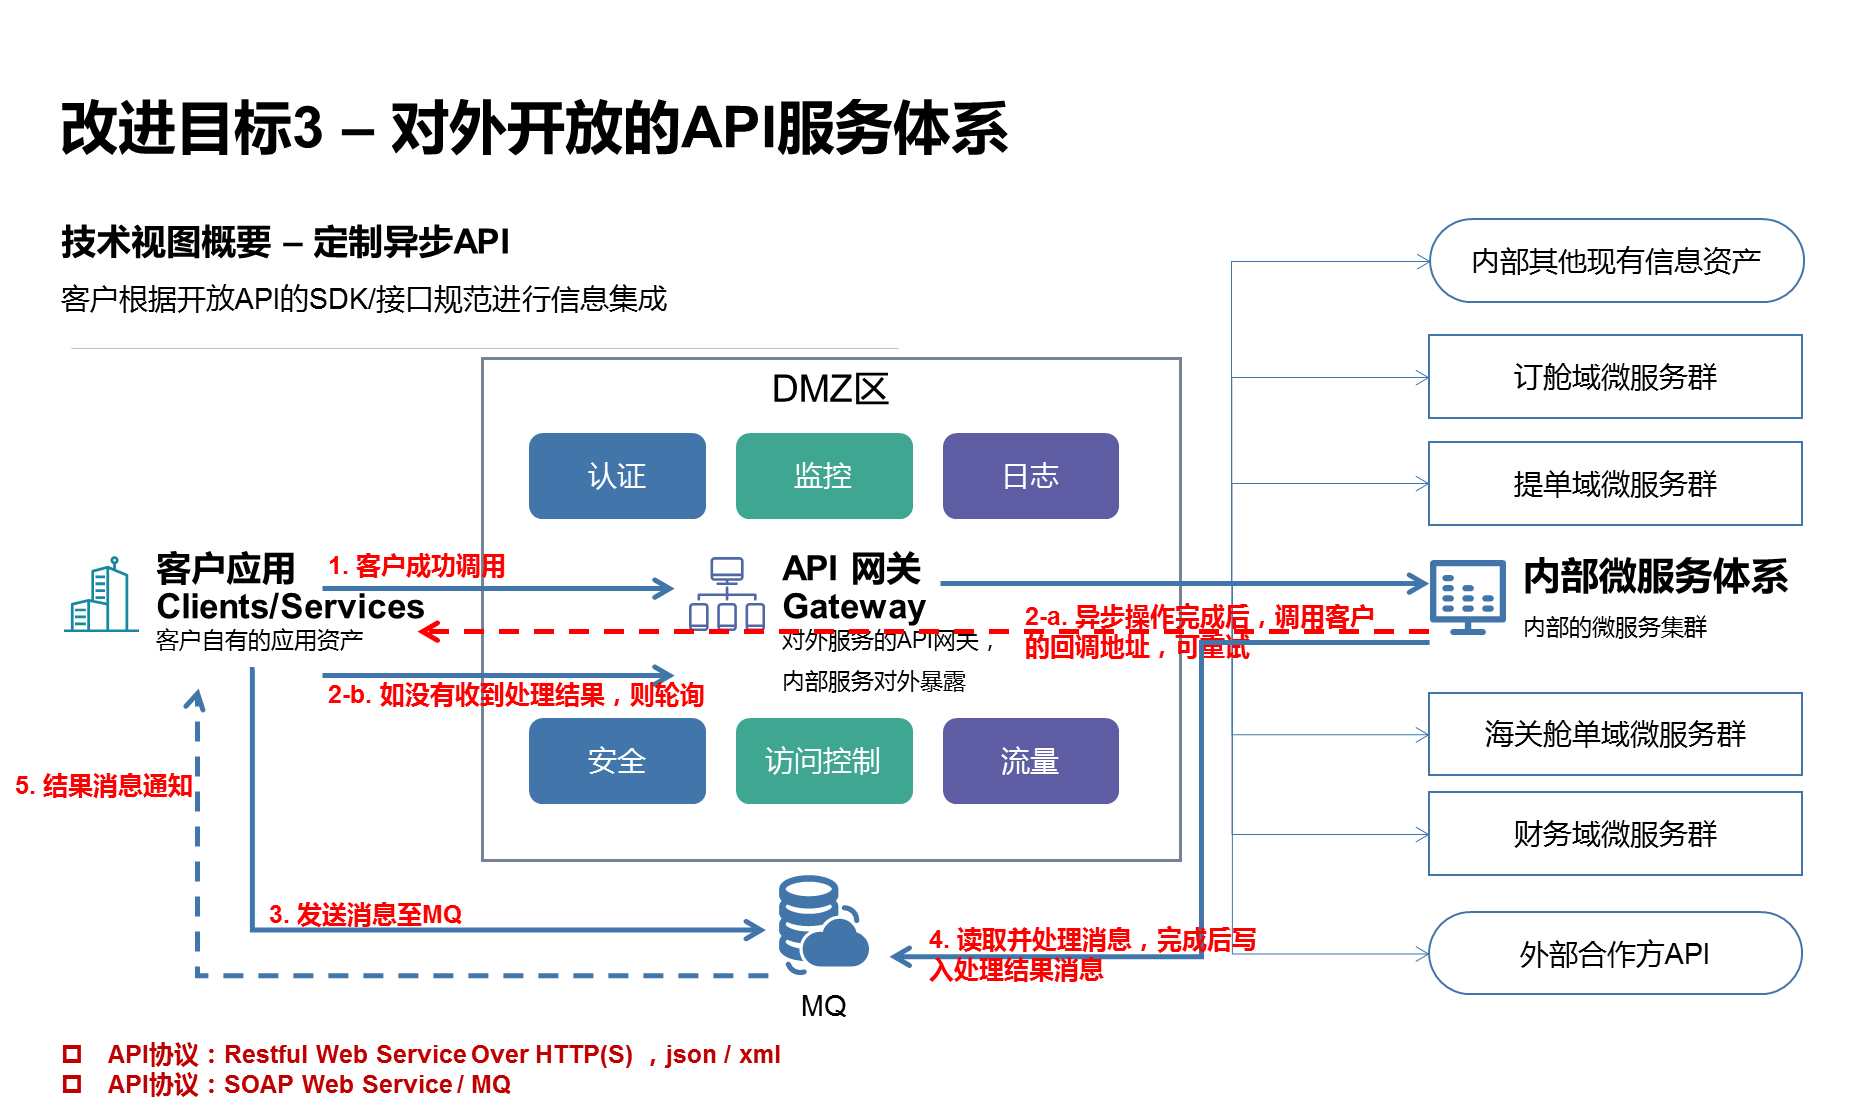 改进目标3 – 对外开放的API服务体系
技术视图概要 – 定制异步API
客户根据开放API的SDK/接口规范进行信息集成
DMZ区
认证
监控
日志
客户应用
Clients/Services
客户自有的应用资产
1. 客户成功调用
API 网关
Gateway
对外服务的API网关，
内部服务对外暴露
2-a. 异步操作完成后，调用客户
的回调地址，可重试
2-b. 如没有收到处理结果，则轮询
安全
访问控制
流量
5. 结果消息通知
3. 发送消息至MQ
4. 读取并处理消息，完成后写
入处理结果消息
MQ
内部其他现有信息资产
订舱域微服务群
提单域微服务群
内部微服务体系
内部的微服务集群
海关舱单域微服务群
财务域微服务群
外部合作方API
API协议：Restful Web Service Over HTTP(S) ，json / xml
API协议：SOAP Web Service / MQ